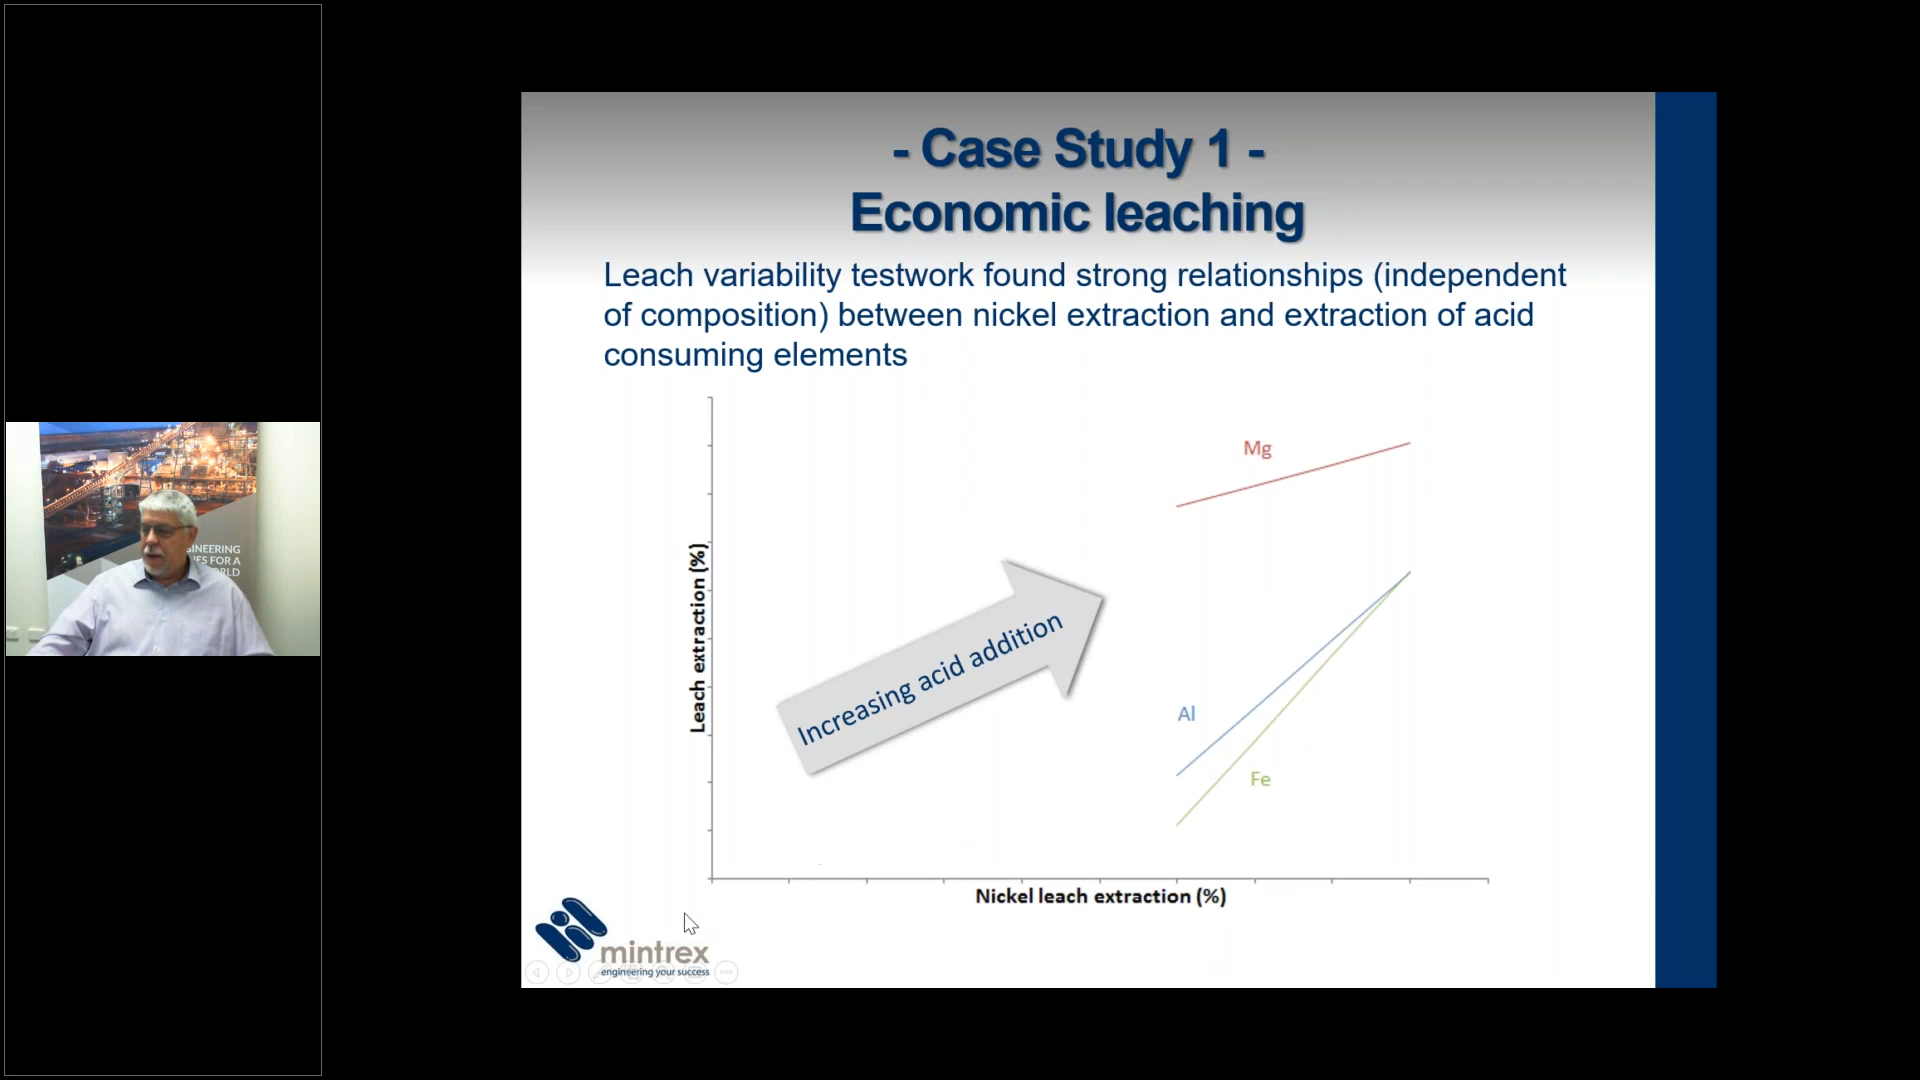 - Case Study 1 -
Economic leaching
Leach variability testwork found strong relationships (independent
of composition) between nickel extraction and extraction of acid
consuming elements
Mg
Leach extraction (%)
Increasing acid addition
Al
Fe
Nickel leach extraction (%)
mintrex
engineering your success
FOR A